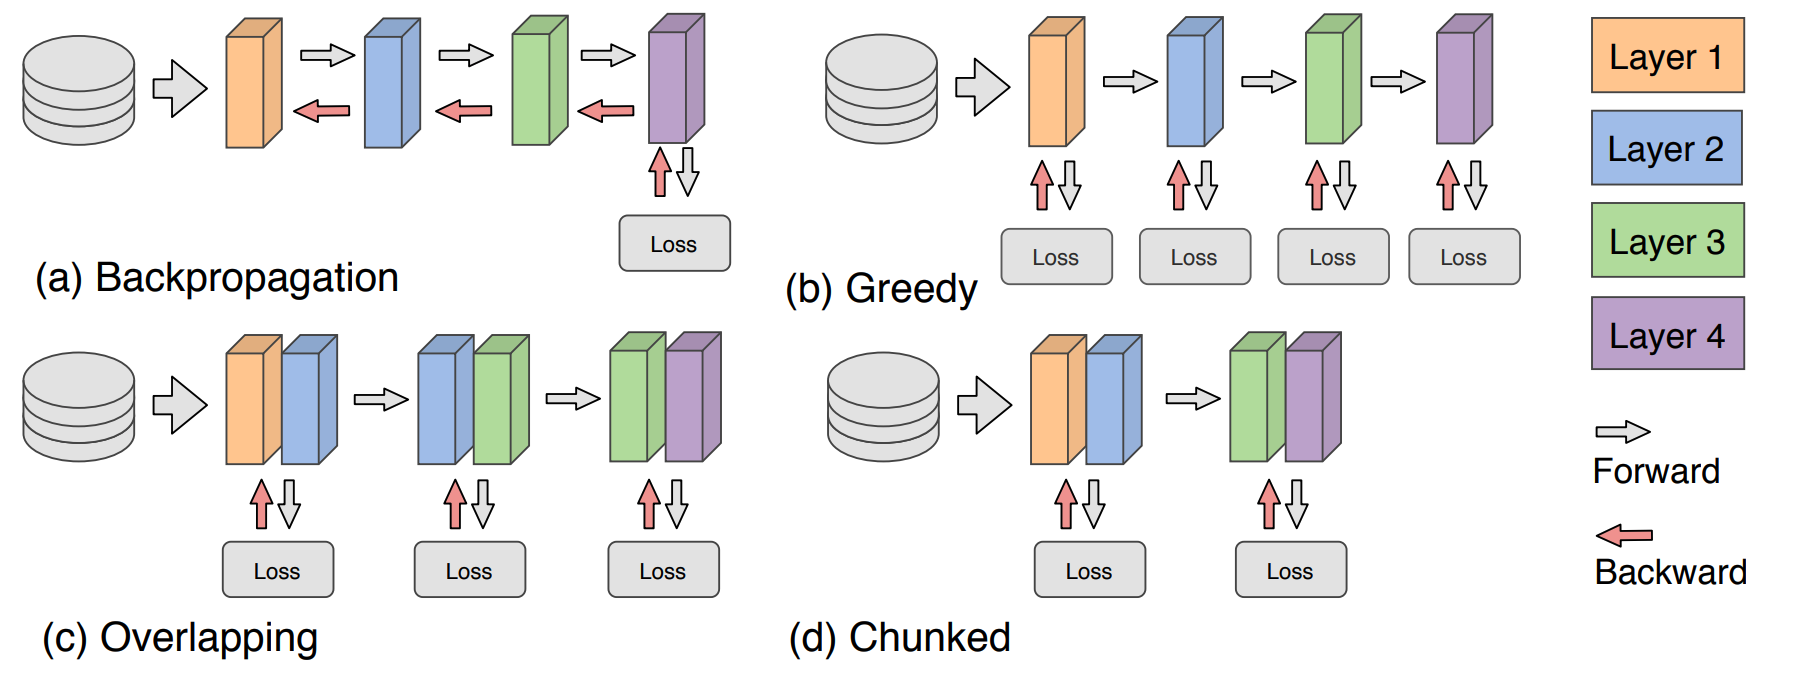 Loss
(a) Backpropagation
Loss
Loss
Loss
Loss
(b) Greedy
Loss
Loss
Loss
(c) Overlapping
Loss
Loss
(d) Chunked
Layer 1
Layer 2
Layer 3
Layer 4
Forward
Backward